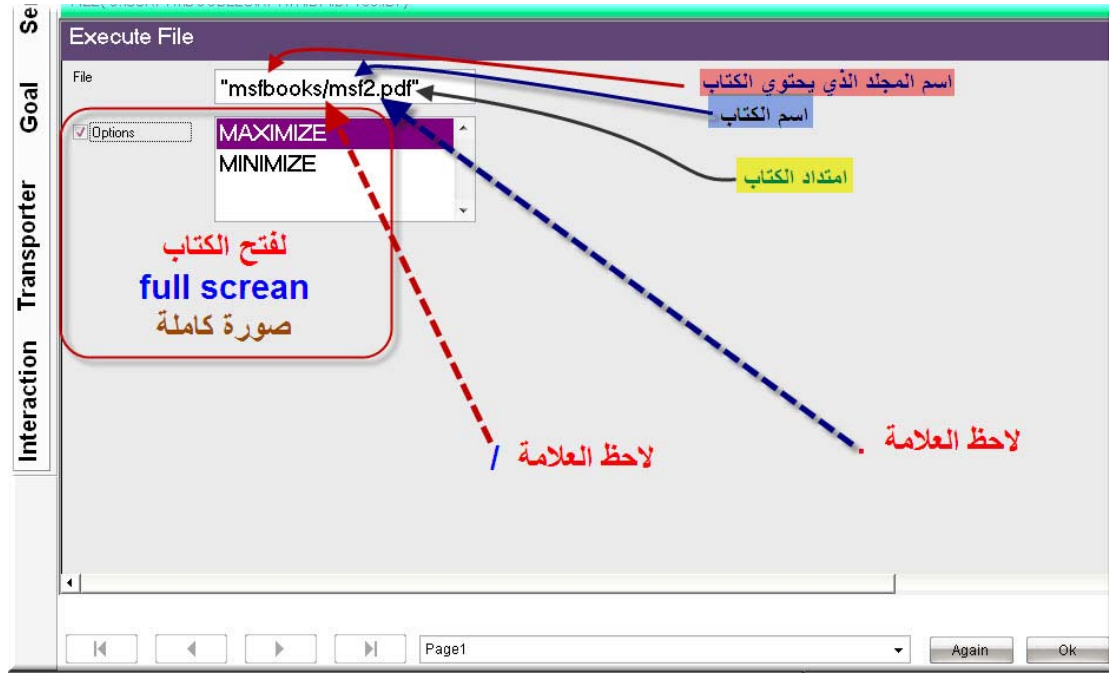 Execute File
File
"msfbooks/msf2.pdf"
اسم المجلد الذي يحتوي الكتاب
اسم الكتاب
امتداد الكتاب
Options
MAXIMIZE
MINIMIZE
لفتح الكتاب
full screan
صورة كاملة
لاحظ العلامة /
لاحظ العلامة .
Goal
Transporter
Interaction
Page1
Again
Ok